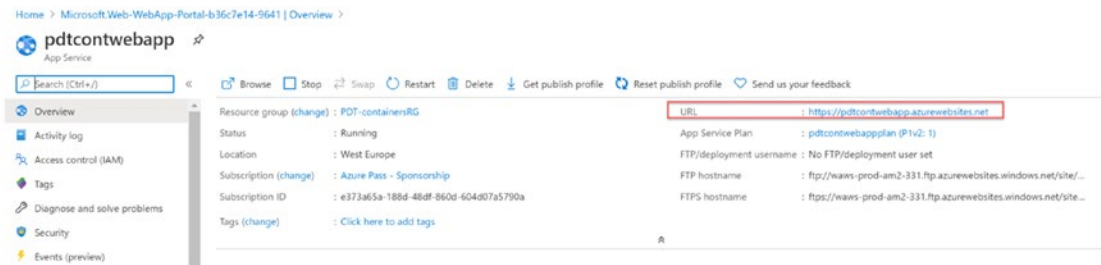 Home > Microsoft.Web-WebApp-Portal-b36c7e14-9641 | Overview >
pdtcontwebapp
App Service
Search (Ctrl+/)
«
Browse Stop Swap Restart Delete Get publish profile Reset publish profile Send us your feedback
Overview
Activity log
Access control (IAM)
Tags
Diagnose and solve problems
Security
Events (preview)
Resource group (change) : PDT-containersRG
Status : Running
Location : West Europe
Subscription (change) : Azure Pass - Sponsorship
Subscription ID : e373a65a-188d-48df-860d-604d07a5790a
Tags (change) : Click here to add tags
URL : https://pdtcontwebapp.azurewebsites.net
App Service Plan : pdtcontwebappplan (P1v2: 1)
FTP/deployment username : No FTP/deployment user set
FTP hostname : ftp://waws-prod-am2-331.ftp.azurewebsites.windows.net/site/...
FTPS hostname : ftps://waws-prod-am2-331.ftp.azurewebsites.windows.net/site...